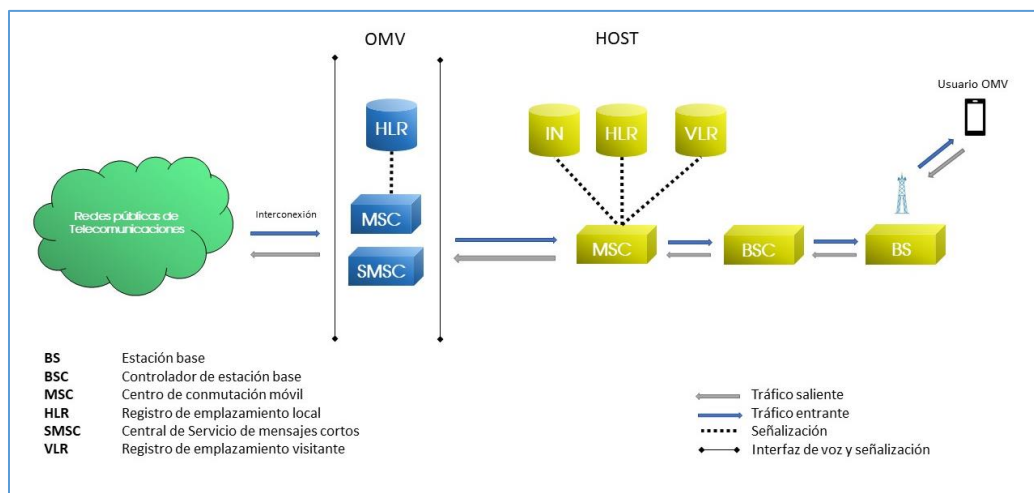 OMV
HOST
Usuario OMV
HLR
IN
HLR
VLR
Redes públicas de
Telecomunicaciones
Interconexión
MSC
SMSC
MSC
BSC
BS
BS Estación base
BSC Controlador de estación base
MSC Centro de conmutación móvil
HLR Registro de emplazamiento local
SMSC Central de Servicio de mensajes cortos
VLR Registro de emplazamiento visitante
Tráfico saliente
Tráfico entrante
Señalización
Interfaz de voz y señalización